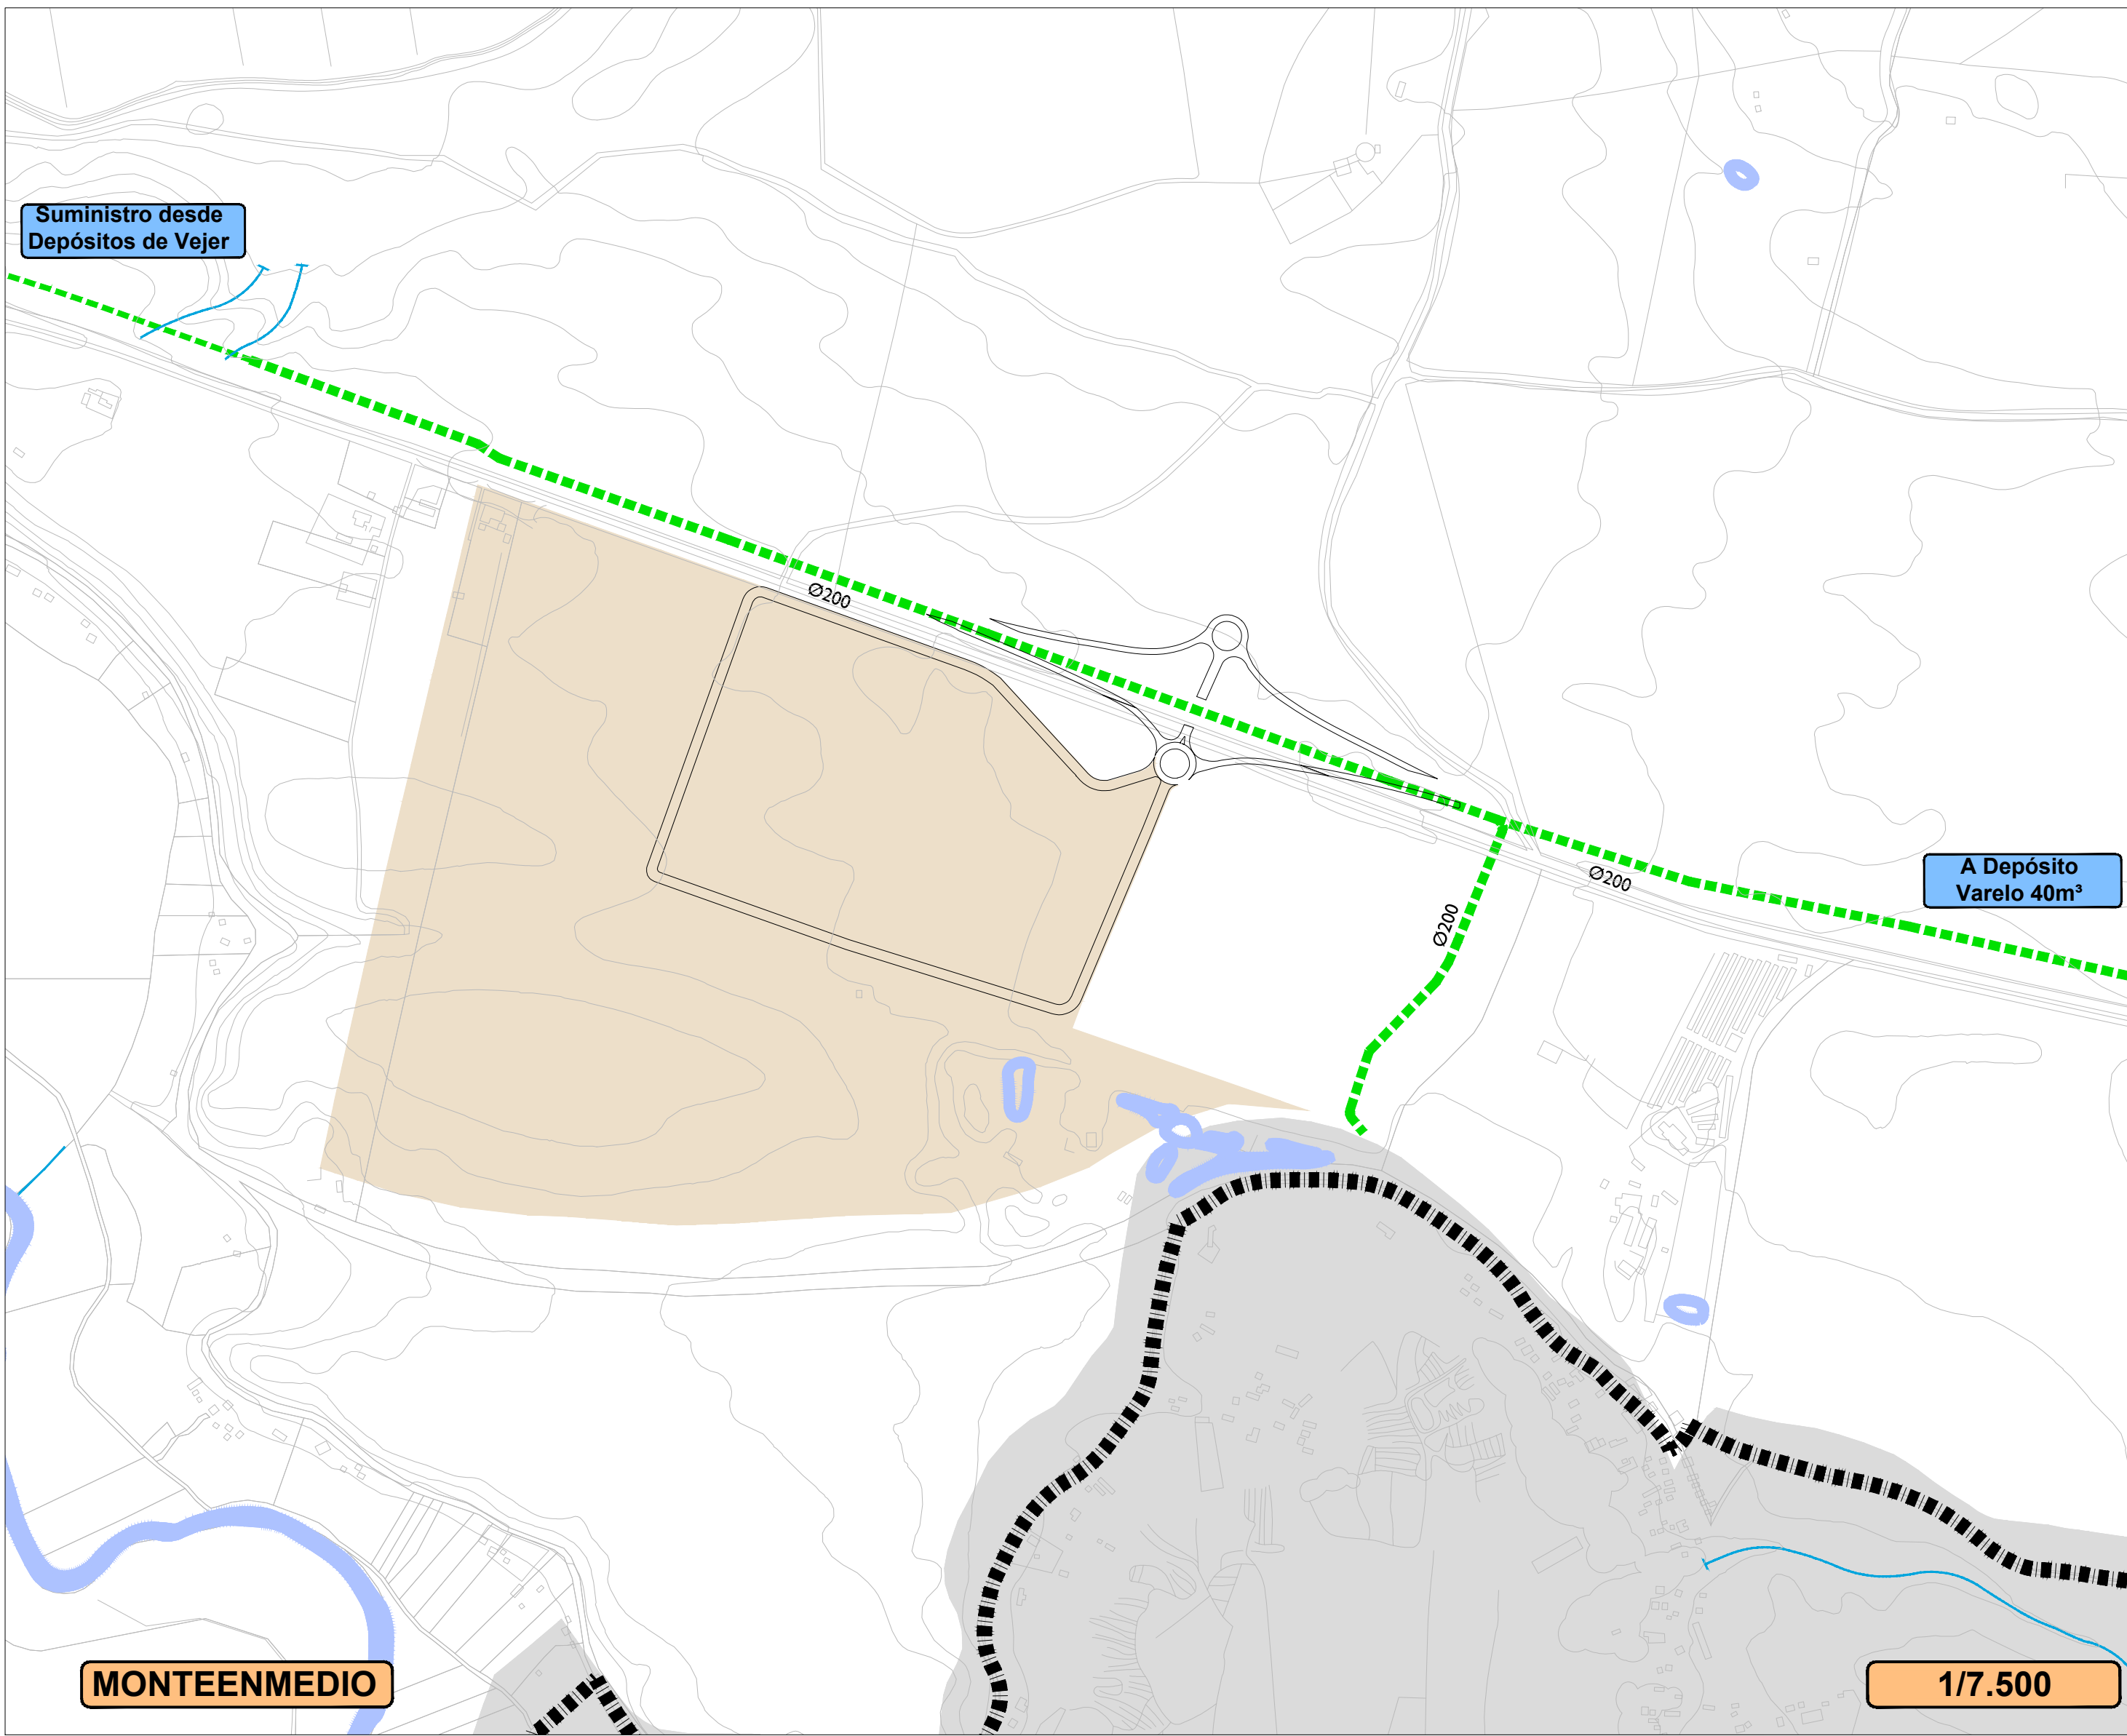 Suministro desde
Depósitos de Vejer
Ø200
Ø200
Ø200
A Depósito
Varelo 40m³
MONTEENMEDIO
1/7.500